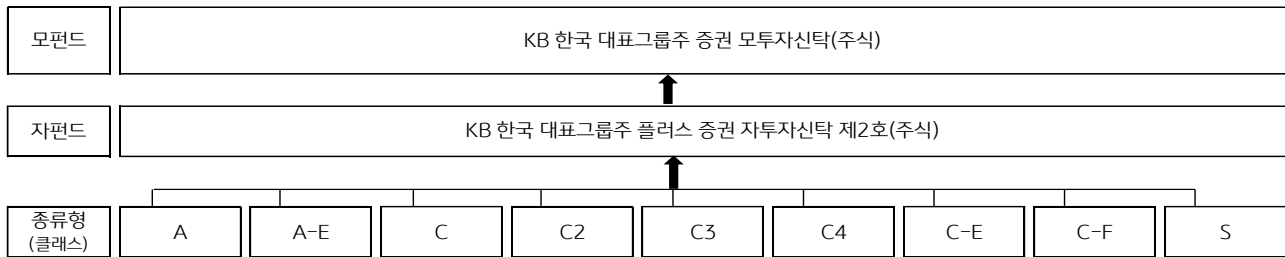 모펀드
KB 한국 대표그룹주 증권 모투자신탁(주식)
자펀드
KB 한국 대표그룹주 플러스 증권 자투자신탁 제2호(주식)
종류형
(클래스)
A
A-E
C
C2
C3
C4
C-E
C-F
S